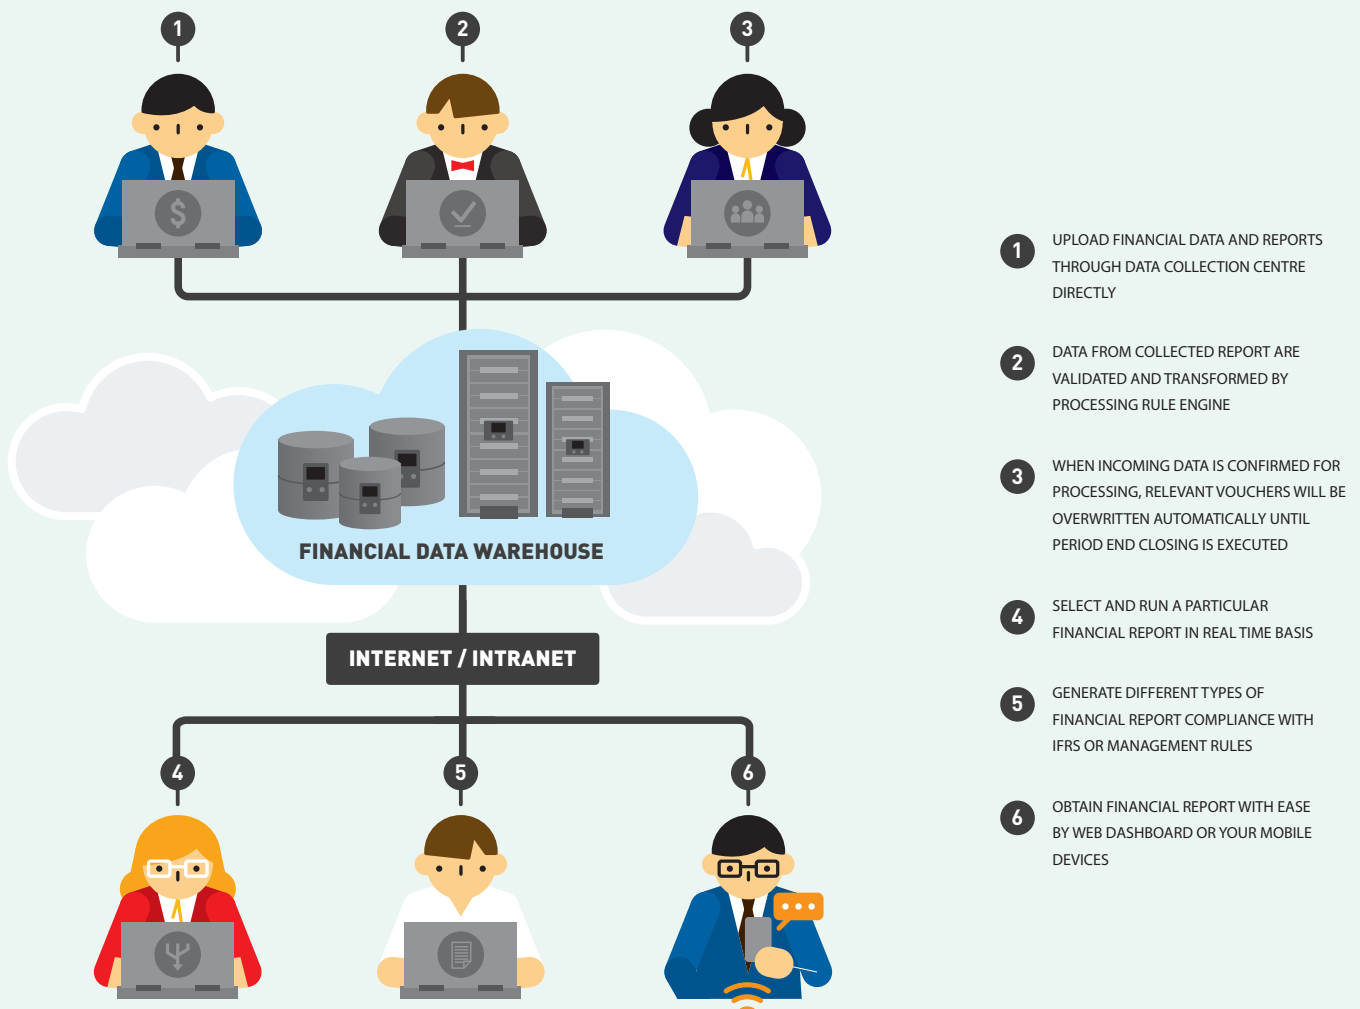 1
2
3
$
FINANCIAL DATA WAREHOUSE
INTERNET / INTRANET
4
5
6
1
UPLOAD FINANCIAL DATA AND REPORTS
THROUGH DATA COLLECTION CENTRE
DIRECTLY
2
DATA FROM COLLECTED REPORT ARE
VALIDATED AND TRANSFORMED BY
PROCESSING RULE ENGINE
3
WHEN INCOMING DATA IS CONFIRMED FOR
PROCESSING, RELEVANT VOUCHERS WILL BE
OVERWRITTEN AUTOMATICALLY UNTIL
PERIOD END CLOSING IS EXECUTED
4
SELECT AND RUN A PARTICULAR
FINANCIAL REPORT IN REAL TIME BASIS
5
GENERATE DIFFERENT TYPES OF
FINANCIAL REPORT COMPLIANCE WITH
IFRS OR MANAGEMENT RULES
6
OBTAIN FINANCIAL REPORT WITH EASE
BY WEB DASHBOARD OR YOUR MOBILE
DEVICES